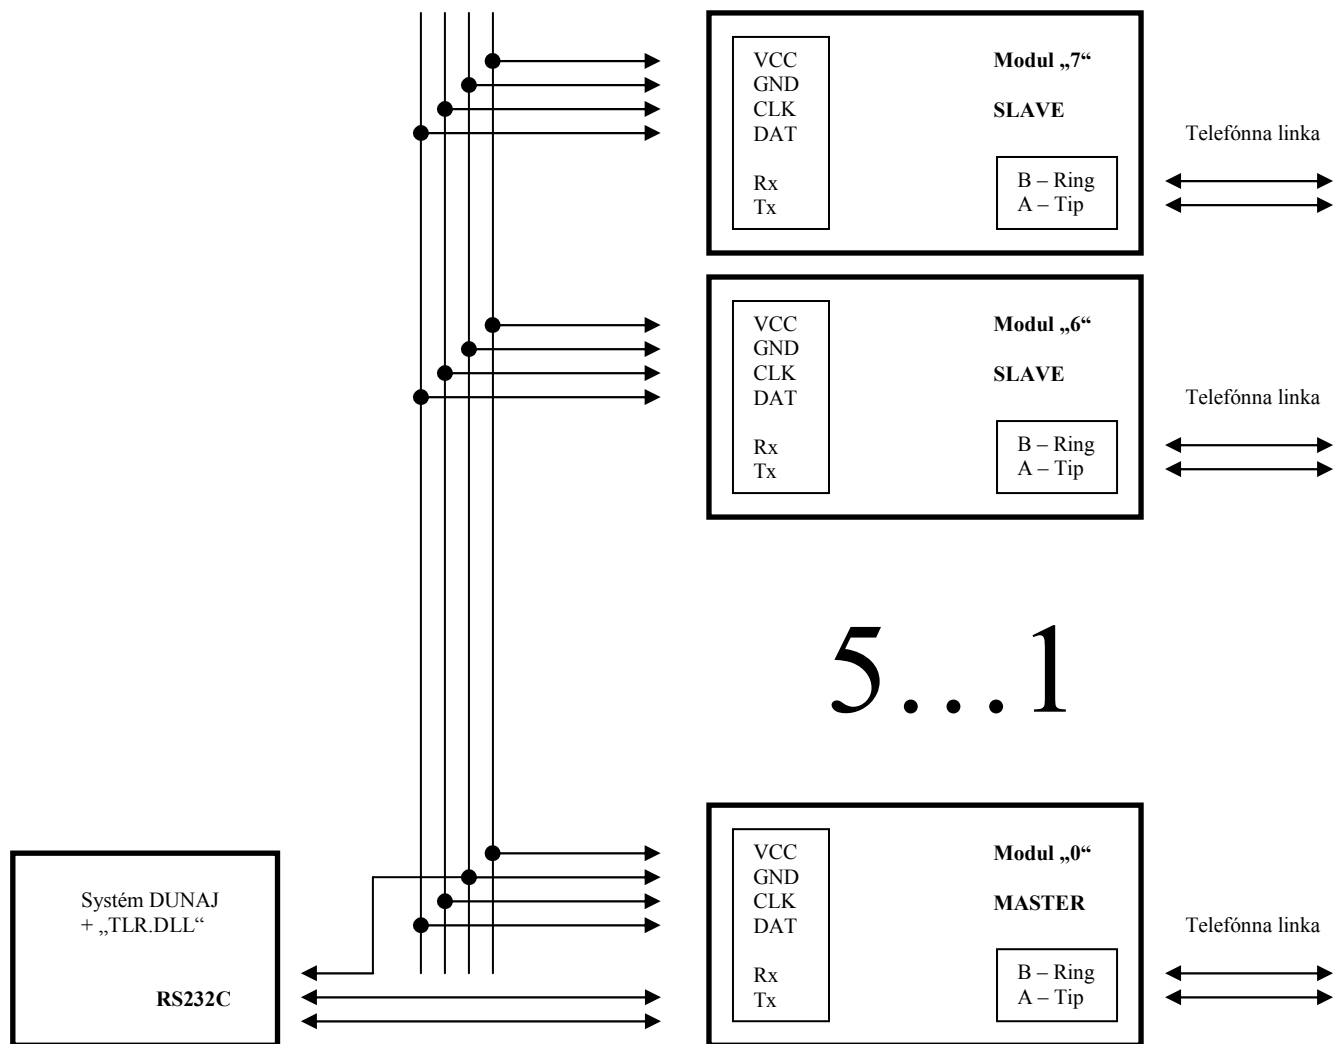 VCC
GND
CLK
DAT
Rx
Tx
Modul „7“
SLAVE
B – Ring
A – Tip
Telefónna linka
VCC
GND
CLK
DAT
Rx
Tx
Modul „6“
SLAVE
B – Ring
A – Tip
Telefónna linka
5...1
Systém DUNAJ
+ „TLR.DLL“
RS232C
VCC
GND
CLK
DAT
Rx
Tx
Modul „0“
MASTER
B – Ring
A – Tip
Telefónna linka